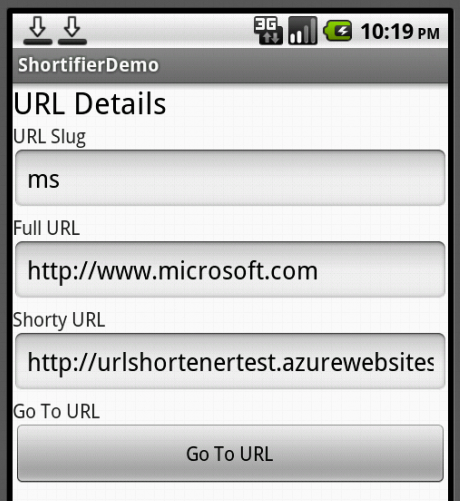 3G
10:19 PM
ShortifierDemo
URL Details
URL Slug
ms
Full URL
http://www.microsoft.com
Shorty URL
http://urlshortenertest.azurewebsites
Go To URL
Go To URL